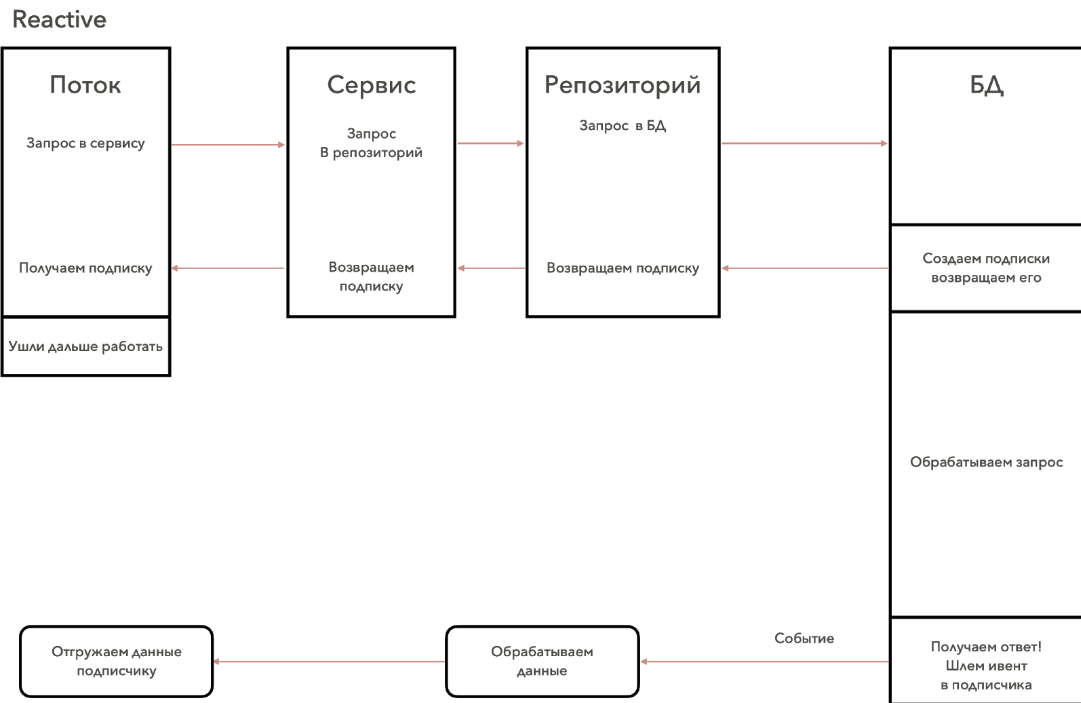 Reactive
Поток
Сервис
Репозиторий
БД
Запрос в сервису
Запрос
В репозиторий
Запрос в БД
Получаем подписку
Возвращаем
подписку
Возвращаем подписку
Создаем подписки
возвращаем его
Ушли дальше работать
Обрабатываем запрос
Событие
Получаем ответ!
Шлем ивент
в подписчика
Обрабатываем
данные
Отгружаем данные
подписчику